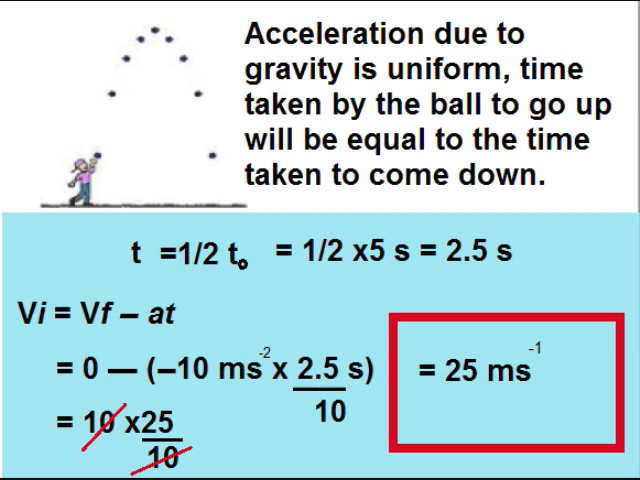 Acceleration due to
gravity is uniform, time
taken by the ball to go up
will be equal to the time
taken to come down.
t =1/2 t₀ = 1/2 x5 s = 2.5 s
Vi = Vf – at
= 0 — (–10 ms⁻² x 2.5 s)
10
= 10 x25
10
= 25 ms⁻¹